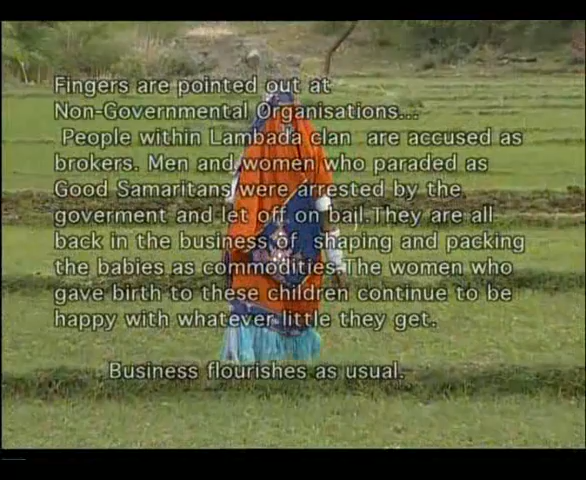 Fingers are pointed out at
Non-Governmental Organisations...
People within Lambada clan are accused as
brokers. Men and women who paraded as
Good Samaritans were arrested by the
goverment and let off on bail.They are all
back in the business of shaping and packing
the babies as commodities.The women who
gave birth to these children continue to be
happy with whatever little they get.
Business flourishes as usual.